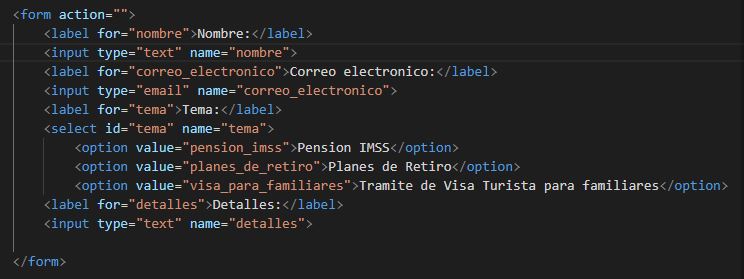 <form action="">
<label for="nombre">Nombre:</label>
<input type="text" name="nombre">
<label for="correo_electronico">Correo electronico:</label>
<input type="email" name="correo_electronico">
<label for="tema">Tema:</label>
<select id="tema" name="tema">
<option value="pension_imss">Pension IMSS</option>
<option value="planes_de_retiro">Planes de Retiro</option>
<option value="visa_para_familiares">Tramite de Visa Turista para familiares</option>
<label for="detalles">Detalles:</label>
<input type="text" name="detalles">
</form>